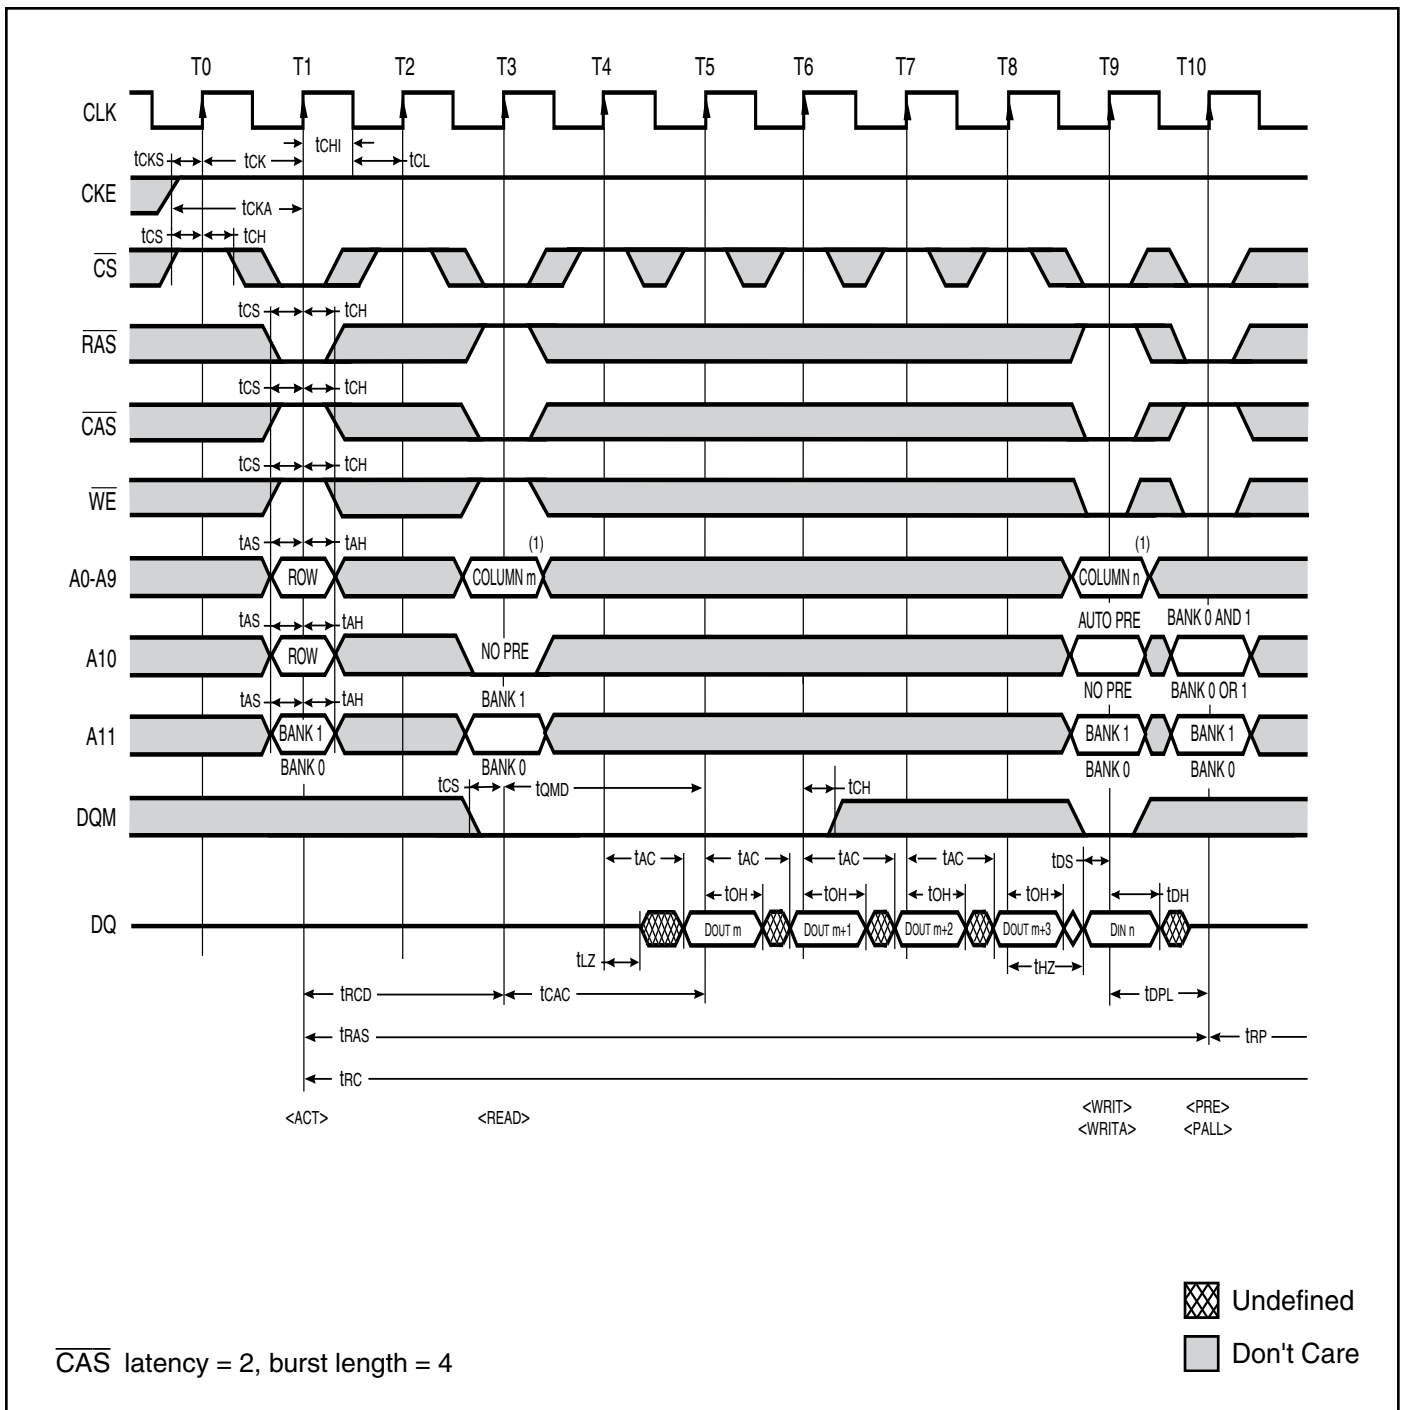 T0 T1 T2 T3 T4 T5 T6 T7 T8 T9 T10
CLK
tCHI
tCKS tCK tCL
CKE
tCKA
tCS tCH
CS
tCS tCH
RAS
tCS tCH
CAS
tCS tCH
WE
tAS tAH (1) (1)
A0-A9 ROW COLUMN m COLUMN n
tAS tAH AUTO PRE BANK 0 AND 1
A10 ROW NO PRE
tAS tAH BANK 1 NO PRE BANK 0 OR 1
A11 BANK 1 BANK 1 BANK 1
BANK 0 BANK 0 BANK 0 BANK 0
tCS tQMD tCH
DQM
tAC tAC tAC tAC tDS
tOH tOH tOH tOH tDH
DQ DOUT m DOUT m+1 DOUT m+2 DOUT m+3 DIN n
tLZ tHZ
tRCD tCAC tDPL
tRAS tRP
tRC
<ACT> <READ> <WRIT> <PRE>
<WRITA> <PALL>
Undefined
Don't Care
CAS latency = 2, burst length = 4